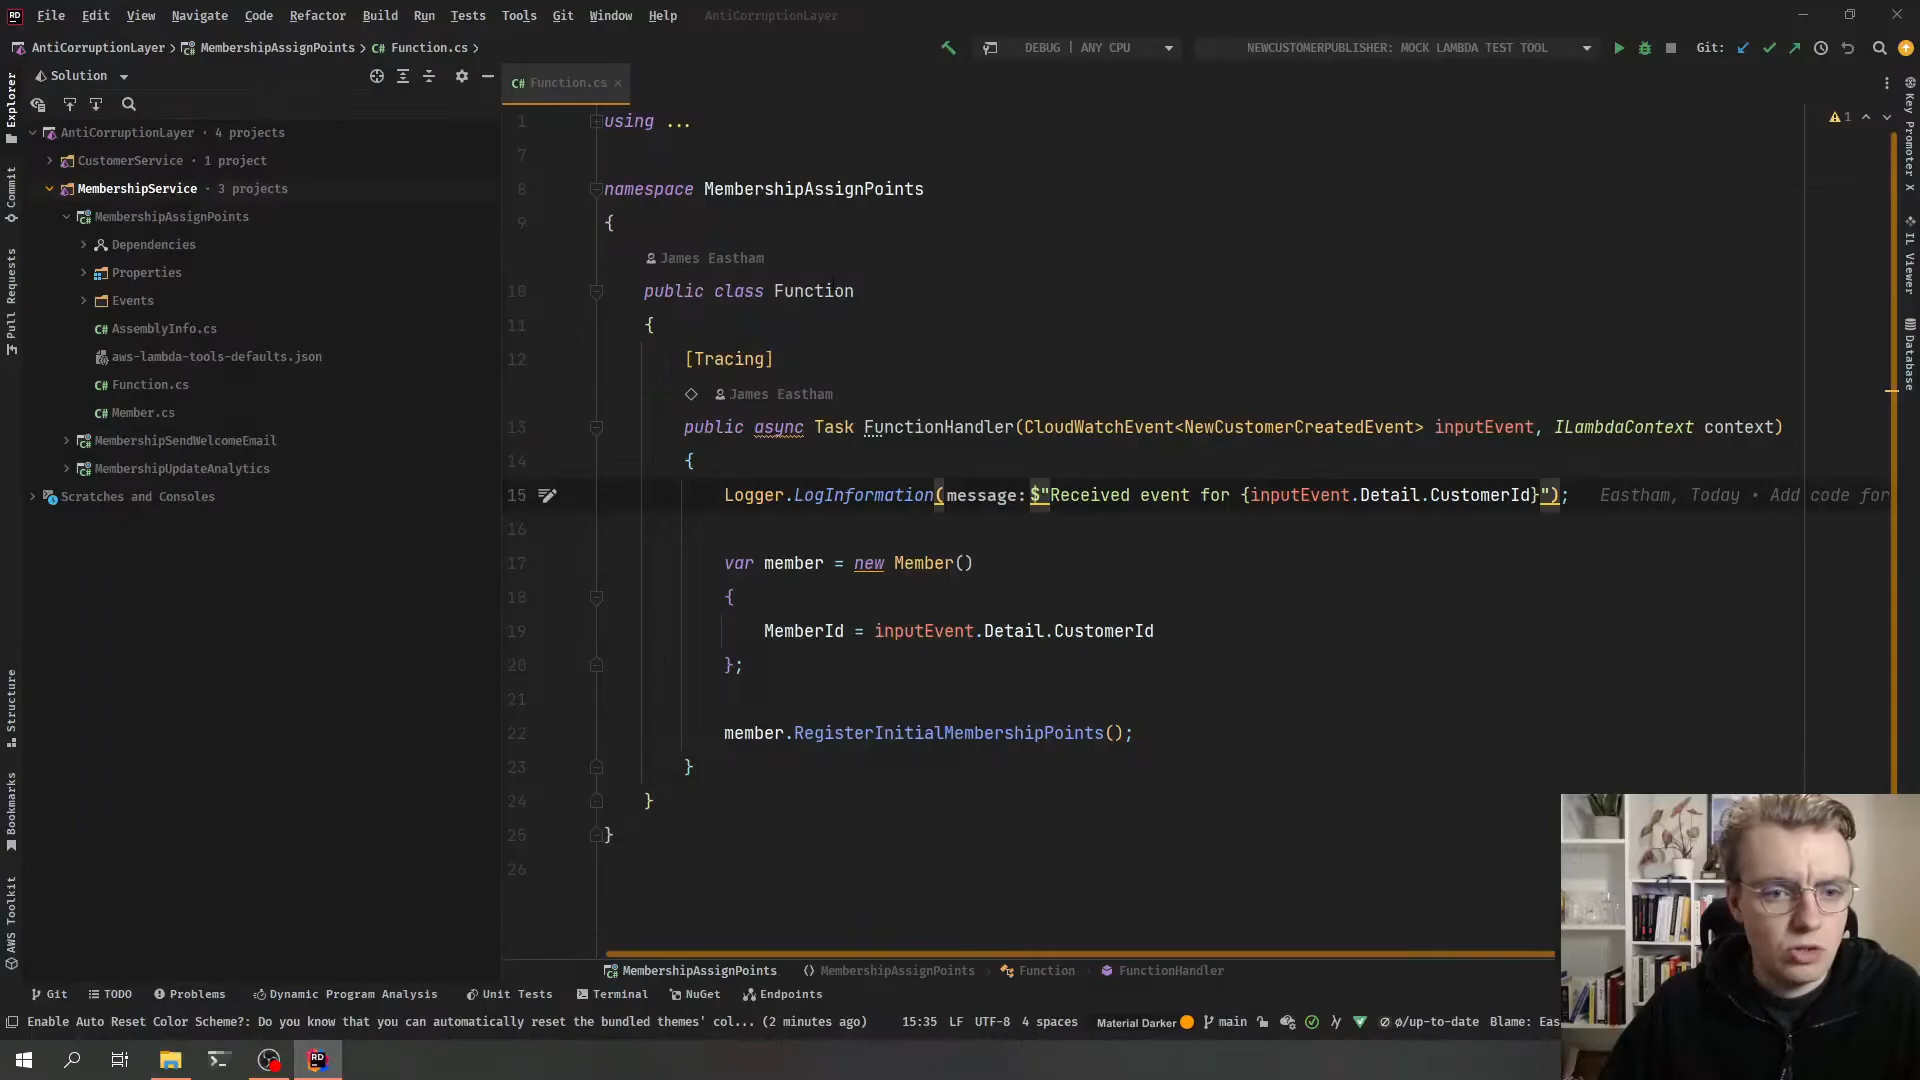 RD File Edit View Navigate Code Refactor Build Run Tests Tools Git Window Help AntiCorruptionLayer
AntiCorruptionLayer > MembershipAssignPoints > C# Function.cs >
DEBUG | ANY CPU
NEWCUSTOMERPUBLISHER: MOCK LAMBDA TEST TOOL
Git:
Solution
C# Function.cs ×
AntiCorruptionLayer · 4 projects
CustomerService · 1 project
MembershipService · 3 projects
MembershipAssignPoints
Dependencies
Properties
Events
C# AssemblyInfo.cs
aws-lambda-tools-defaults.json
C# Function.cs
C# Member.cs
MembershipSendWelcomeEmail
MembershipUpdateAnalytics
Scratches and Consoles
Explorer
Commit
Pull Requests
Structure
Bookmarks
AWS Toolkit
1 using ...
7
8 namespace MembershipAssignPoints
9 {
James Eastham
10 public class Function
11 {
12 [Tracing]
James Eastham
13 public async Task FunctionHandler(CloudWatchEvent<NewCustomerCreatedEvent> inputEvent, ILambdaContext context)
14 {
15 Logger.LogInformation(message: $"Received event for {inputEvent.Detail.CustomerId}"); Eastham, Today • Add code for
16
17 var member = new Member()
18 {
19 MemberId = inputEvent.Detail.CustomerId
20 };
21
22 member.RegisterInitialMembershipPoints();
23 }
24 }
25 }
26
1
Key Promoter X
IL Viewer
Database
MembershipAssignPoints MembershipAssignPoints > Function > FunctionHandler
Git TODO Problems Dynamic Program Analysis Unit Tests Terminal NuGet Endpoints
Enable Auto Reset Color Scheme?: Do you know that you can automatically reset the bundled themes' col... (2 minutes ago) 15:35 LF UTF-8 4 spaces Material Darker main ∅/up-to-date Blame: Eas
RD